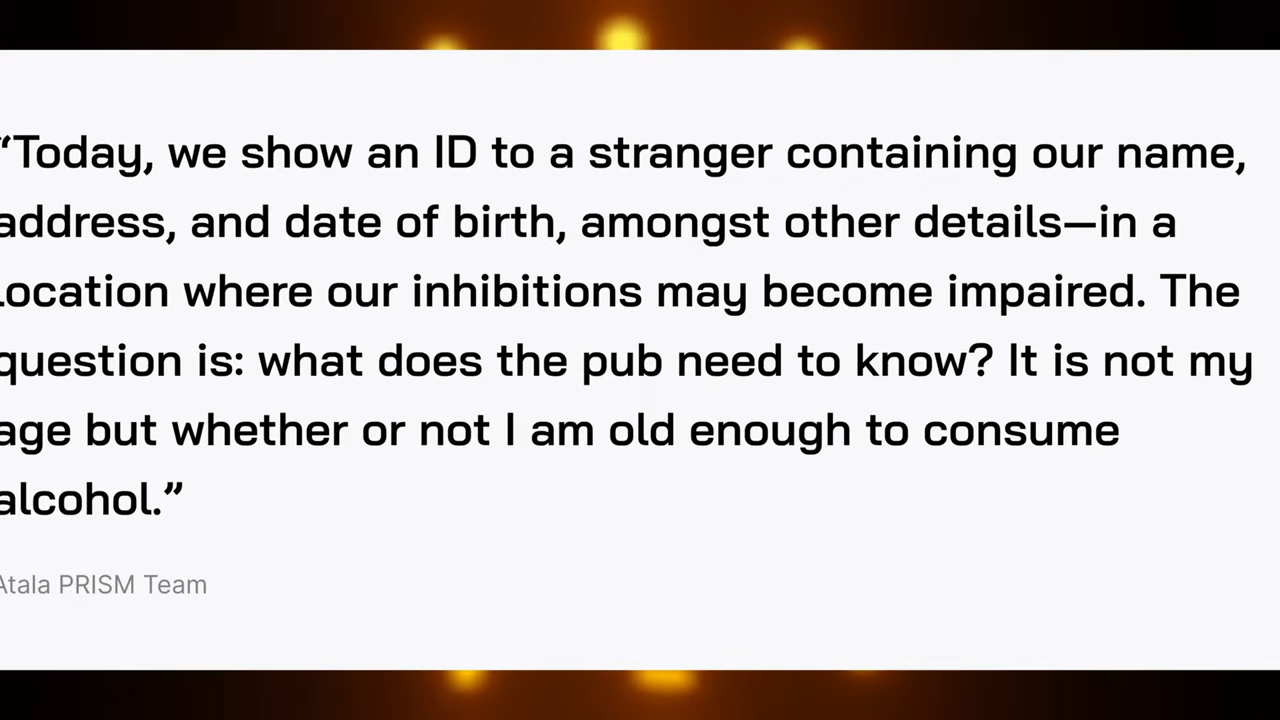 “Today, we show an ID to a stranger containing our name,
address, and date of birth, amongst other details—in a
location where our inhibitions may become impaired. The
question is: what does the pub need to know? It is not my
age but whether or not I am old enough to consume
alcohol.”
Atala PRISM Team